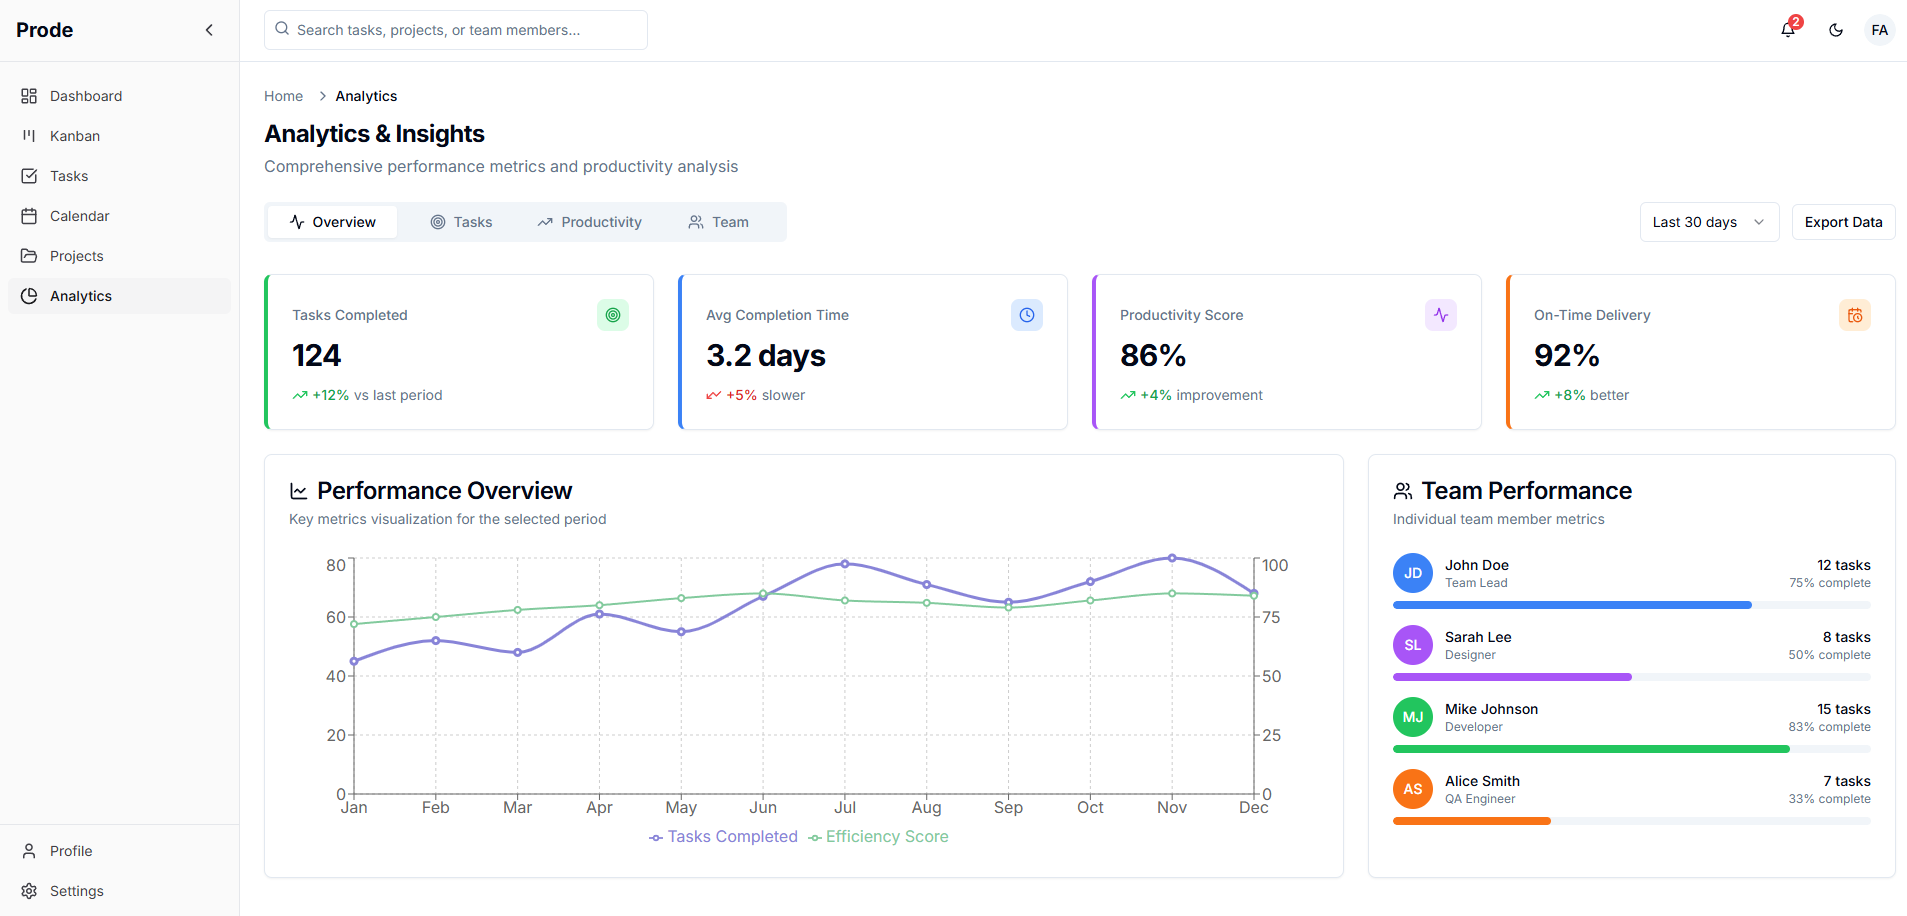 Prode
Search tasks, projects, or team members...
2
FA
Dashboard
Kanban
Tasks
Calendar
Projects
Analytics
Profile
Settings
Home > Analytics
Analytics & Insights
Comprehensive performance metrics and productivity analysis
Overview Tasks Productivity Team
Last 30 days
Export Data
Tasks Completed
124
+12% vs last period
Avg Completion Time
3.2 days
+5% slower
Productivity Score
86%
+4% improvement
On-Time Delivery
92%
+8% better
Performance Overview
Key metrics visualization for the selected period
80
60
40
20
0
100
75
50
25
0
Jan Feb Mar Apr May Jun Jul Aug Sep Oct Nov Dec
Tasks Completed Efficiency Score
Team Performance
Individual team member metrics
JD
John Doe
Team Lead
12 tasks
75% complete
SL
Sarah Lee
Designer
8 tasks
50% complete
MJ
Mike Johnson
Developer
15 tasks
83% complete
AS
Alice Smith
QA Engineer
7 tasks
33% complete